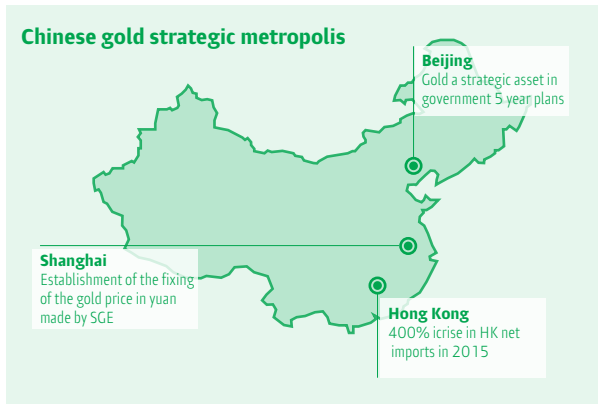 Chinese gold strategic metropolis
Beijing
Gold a strategic asset in
government 5 year plans
Shanghai
Establishment of the fixing
of the gold price in yuan
made by SGE
Hong Kong
400% icrise in HK net
imports in 2015